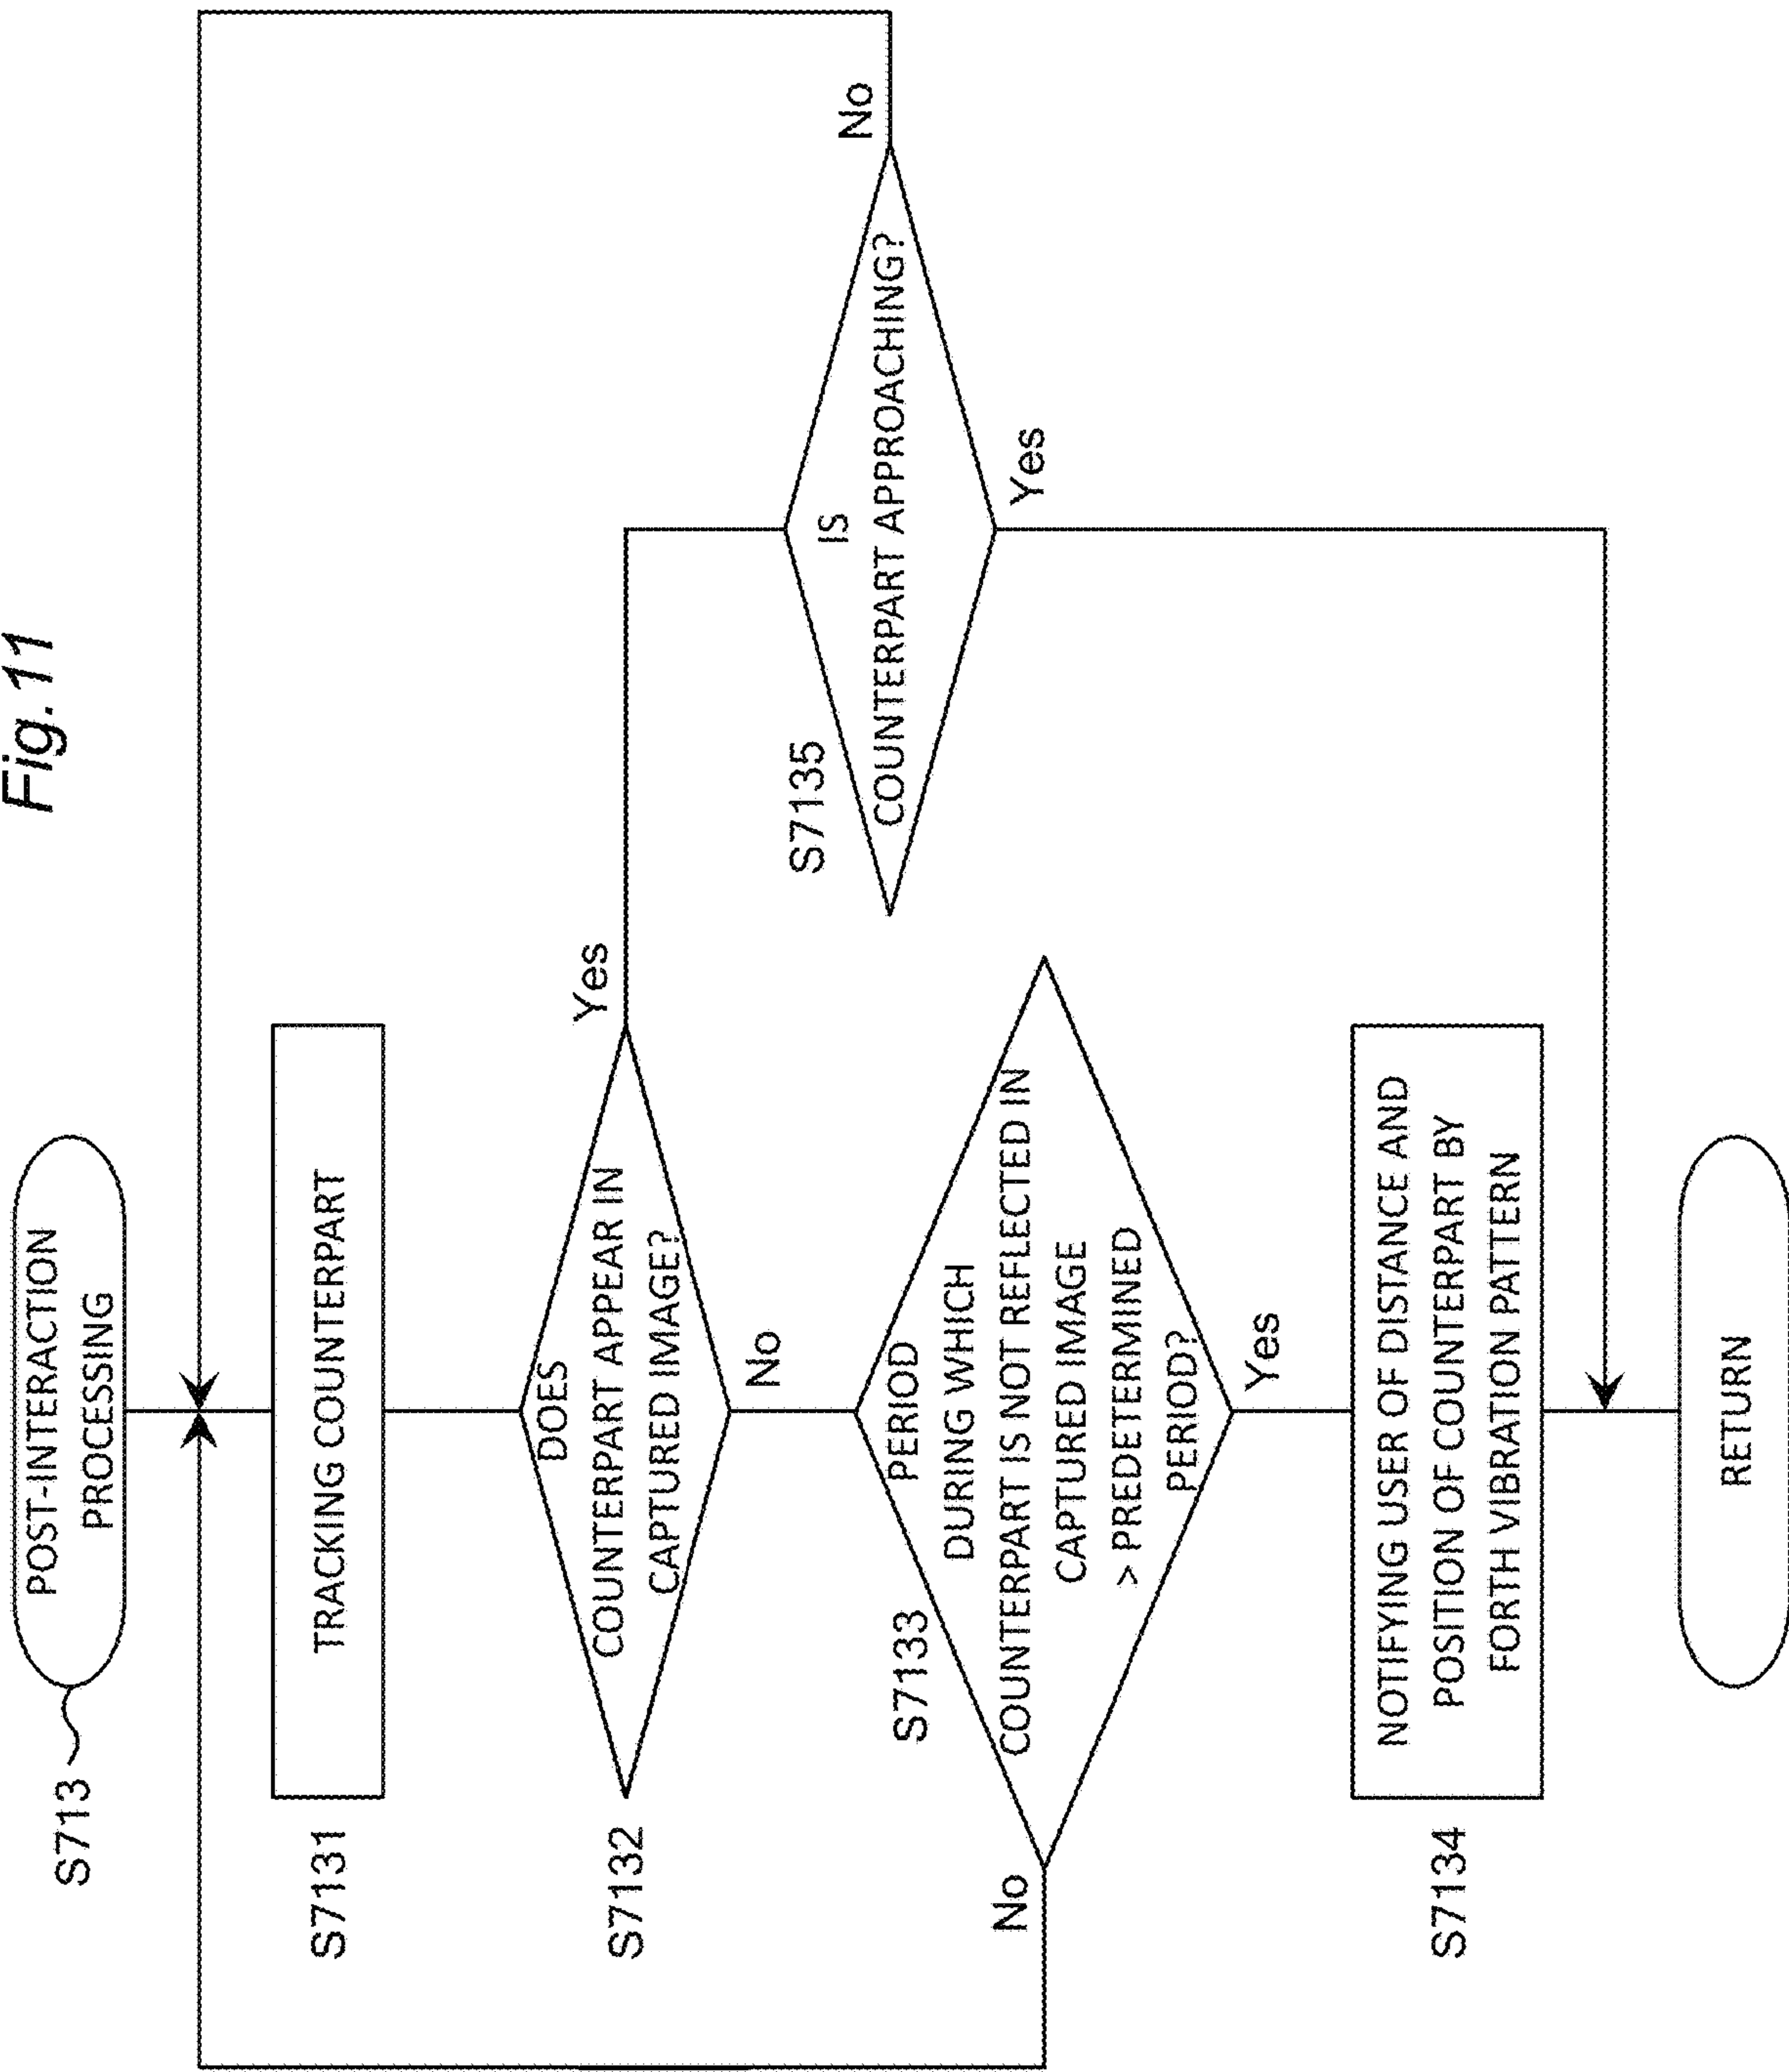 Fig.11
S713
POST-INTERACTION
PROCESSING
S7131
TRACKING COUNTERPART
S7132
DOES
COUNTERPART APPEAR IN
CAPTURED IMAGE?
Yes
No
S7133
PERIOD
DURING WHICH
COUNTERPART IS NOT REFLECTED IN
CAPTURED IMAGE
> PREDETERMINED
PERIOD?
No
Yes
S7135
IS
COUNTERPART APPROACHING?
No
Yes
S7134
NOTIFYING USER OF DISTANCE AND
POSITION OF COUNTERPART BY
FORTH VIBRATION PATTERN
RETURN